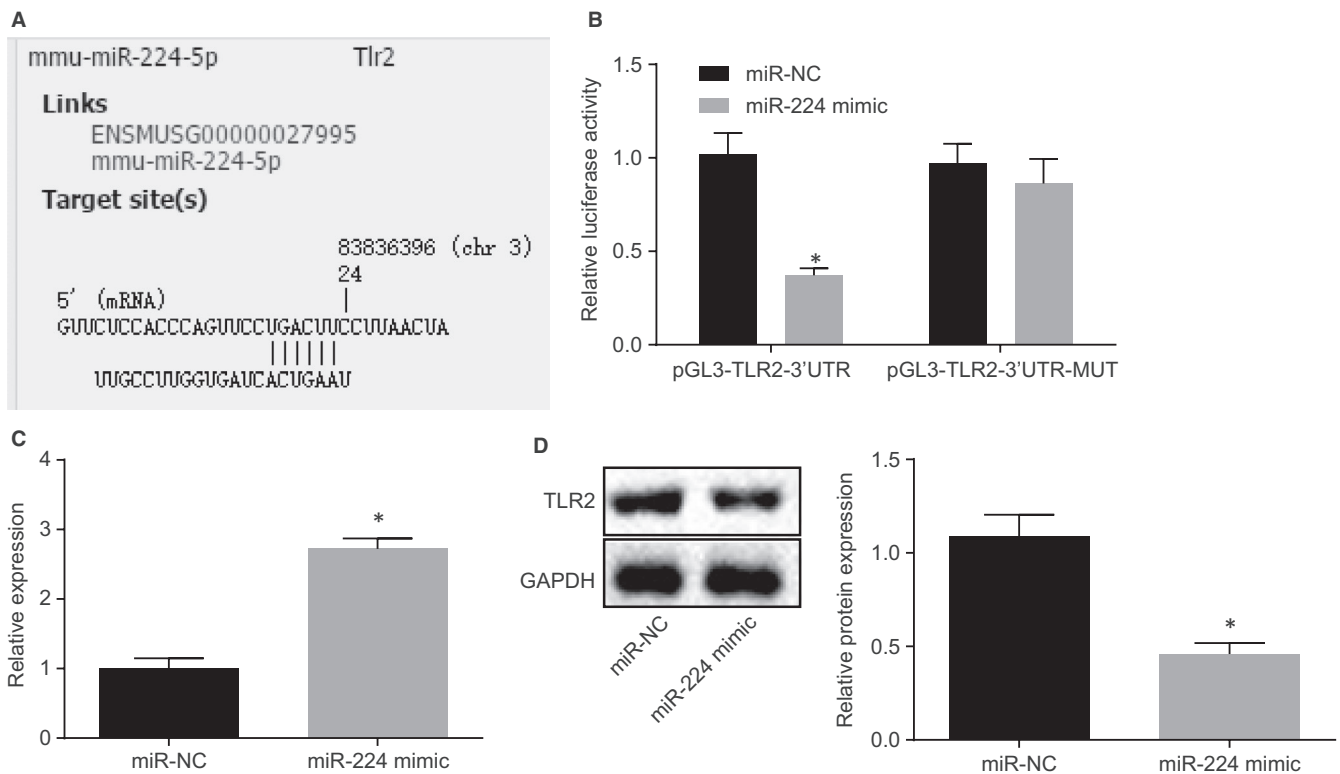 A
mmu-miR-224-5p Tlr2
Links
ENSMUSG00000027995
mmu-miR-224-5p
Target site(s)
83836396 (chr 3)
24
5' (mRNA)
GUUCUCCACCCAGUUCCUGACUUCCUUAACUA
UUGCCUUGGUGAUCACUGAAU
B
Relative luciferase activity
1.5
1.0
0.5
0.0
miR-NC
miR-224 mimic
*
pGL3-TLR2-3'UTR
pGL3-TLR2-3'UTR-MUT
C
Relative expression
4
3
2
1
0
*
miR-NC
miR-224 mimic
D
TLR2
GAPDH
miR-NC
miR-224 mimic
Relative protein expression
1.5
1.0
0.5
0.0
*
miR-NC
miR-224 mimic